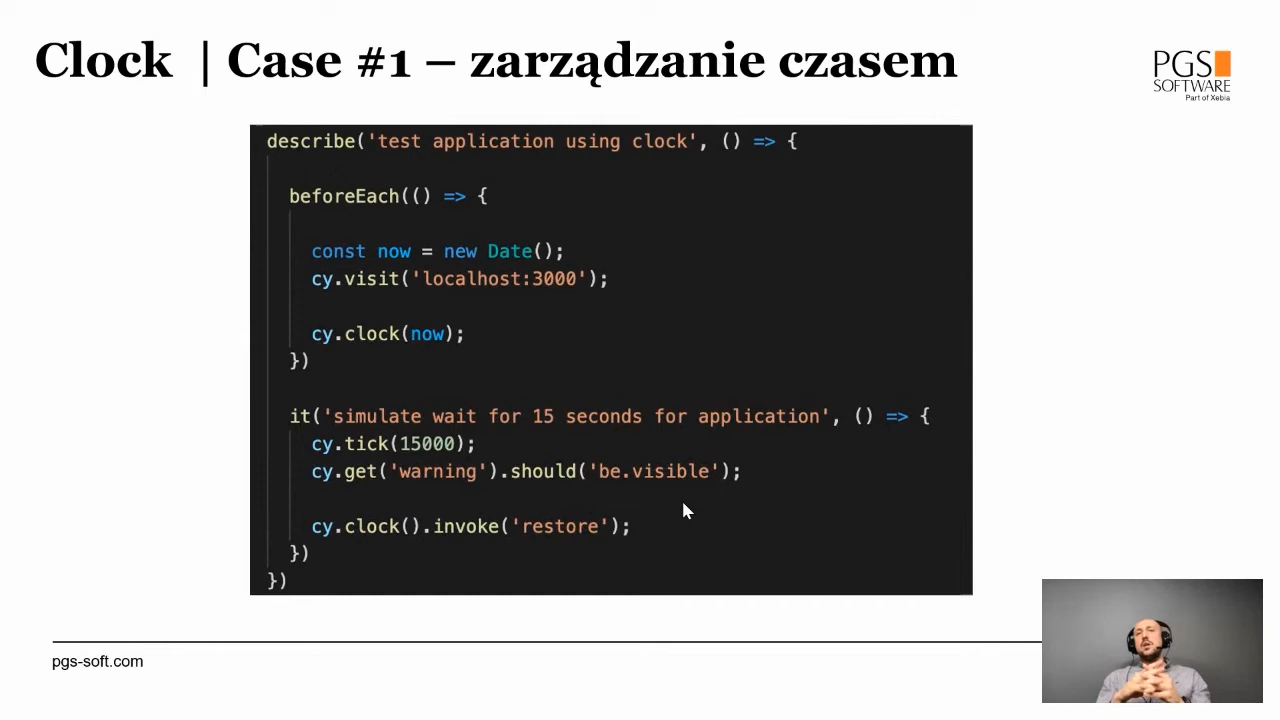 Clock | Case #1 – zarządzanie czasem
PGS
SOFTWARE
Part of Xebia
describe('test application using clock', () => {
beforeEach(() => {
const now = new Date();
cy.visit('localhost:3000');
cy.clock(now);
})
it('simulate wait for 15 seconds for application', () => {
cy.tick(15000);
cy.get('warning').should('be.visible');
cy.clock().invoke('restore');
})
})
pgs-soft.com